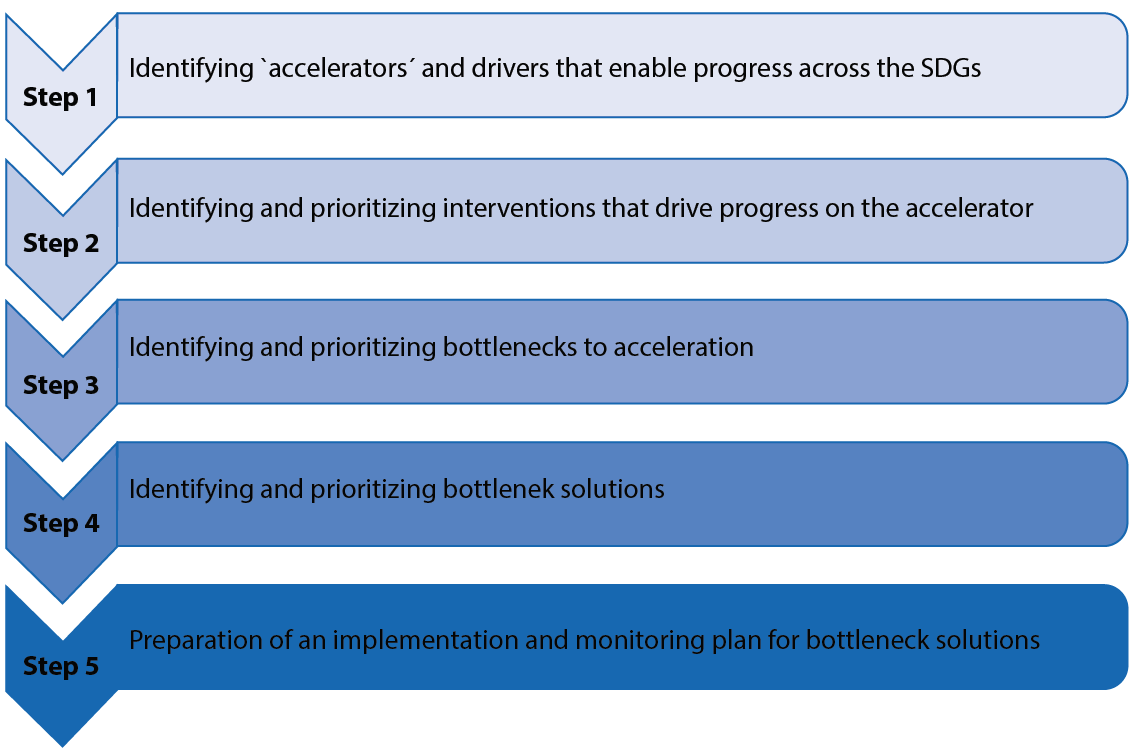 Step 1
Identifying `accelerators´ and drivers that enable progress across the SDGs
Step 2
Identifying and prioritizing interventions that drive progress on the accelerator
Step 3
Identifying and prioritizing bottlenecks to acceleration
Step 4
Identifying and prioritizing bottlenek solutions
Step 5
Preparation of an implementation and monitoring plan for bottleneck solutions